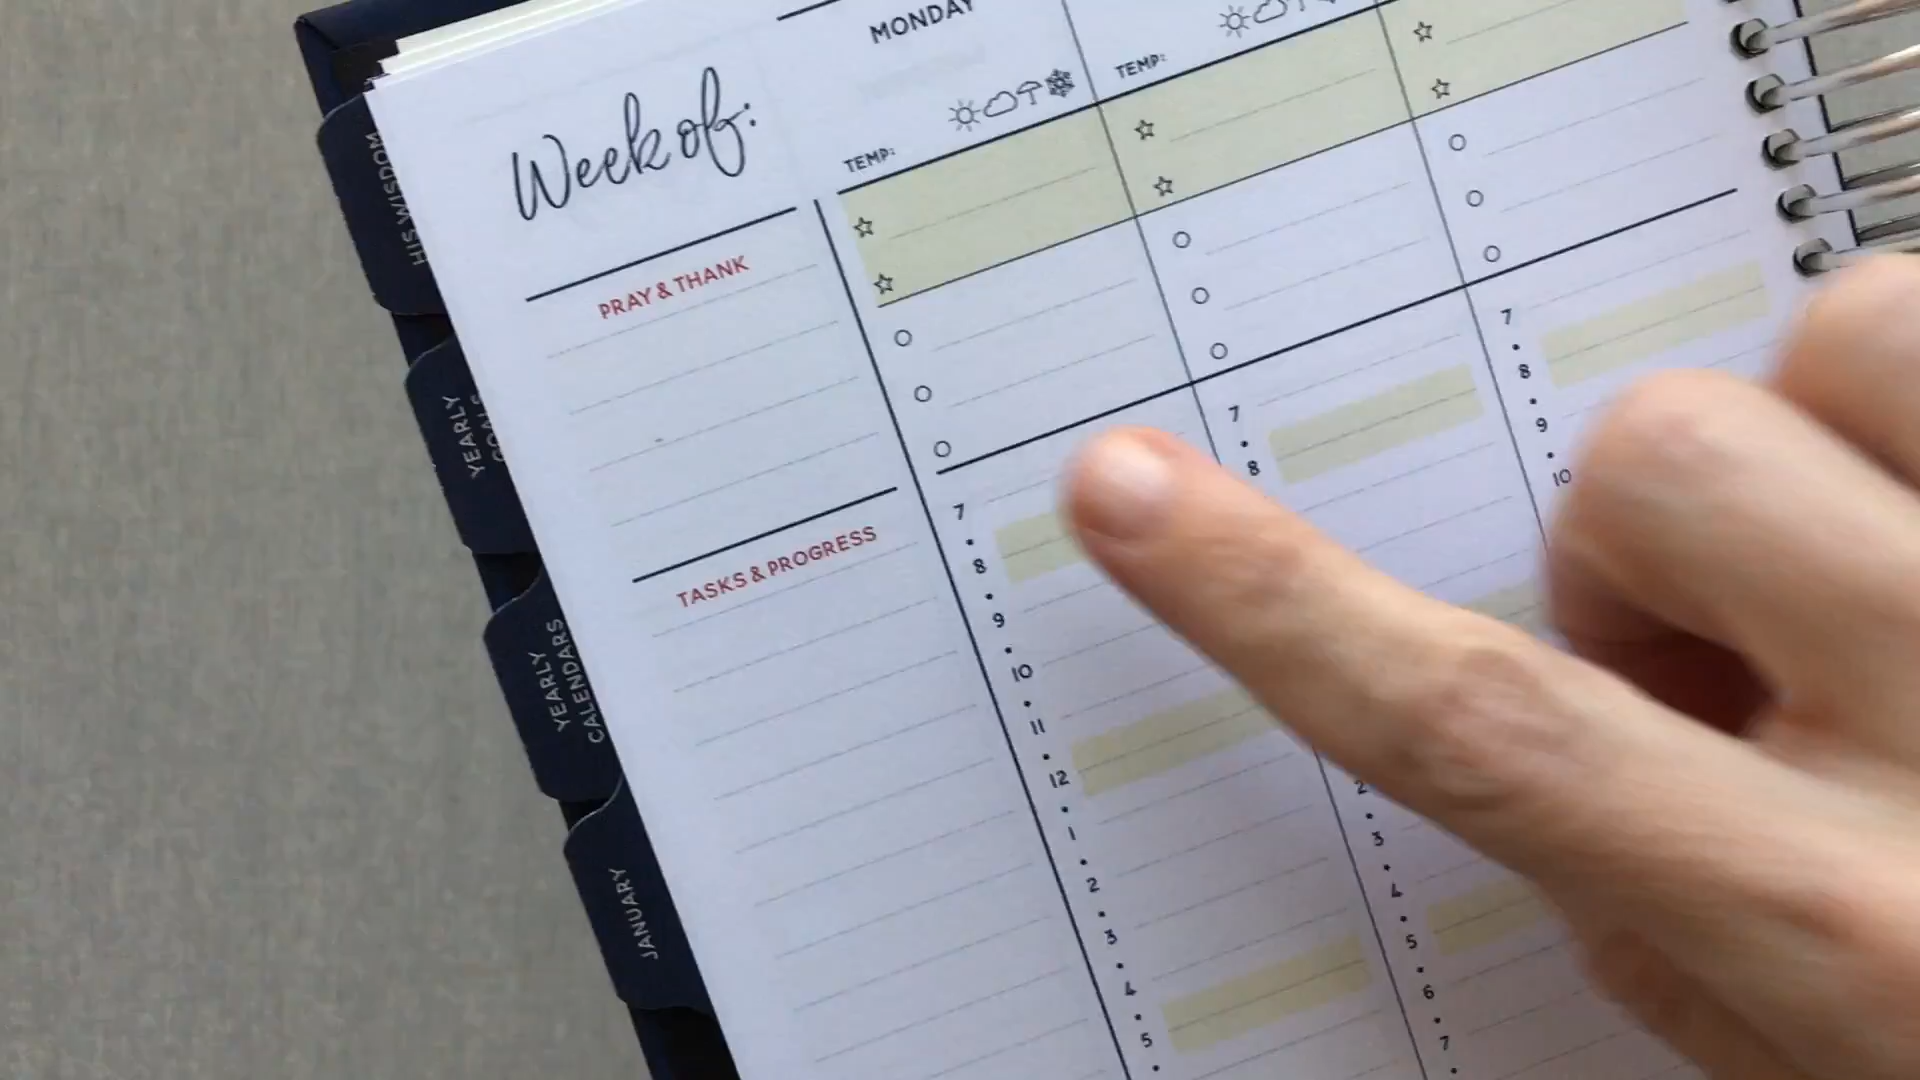 MONDAY
Week of:
TEMP:
TEMP:
PRAY & THANK
TASKS & PROGRESS
7
8
9
10
11
12
1
2
3
4
5
7
8
2
3
4
5
6
7
7
8
9
10
HIS WISDOM
YEARLY
GOALS
YEARLY
CALENDARS
JANUARY